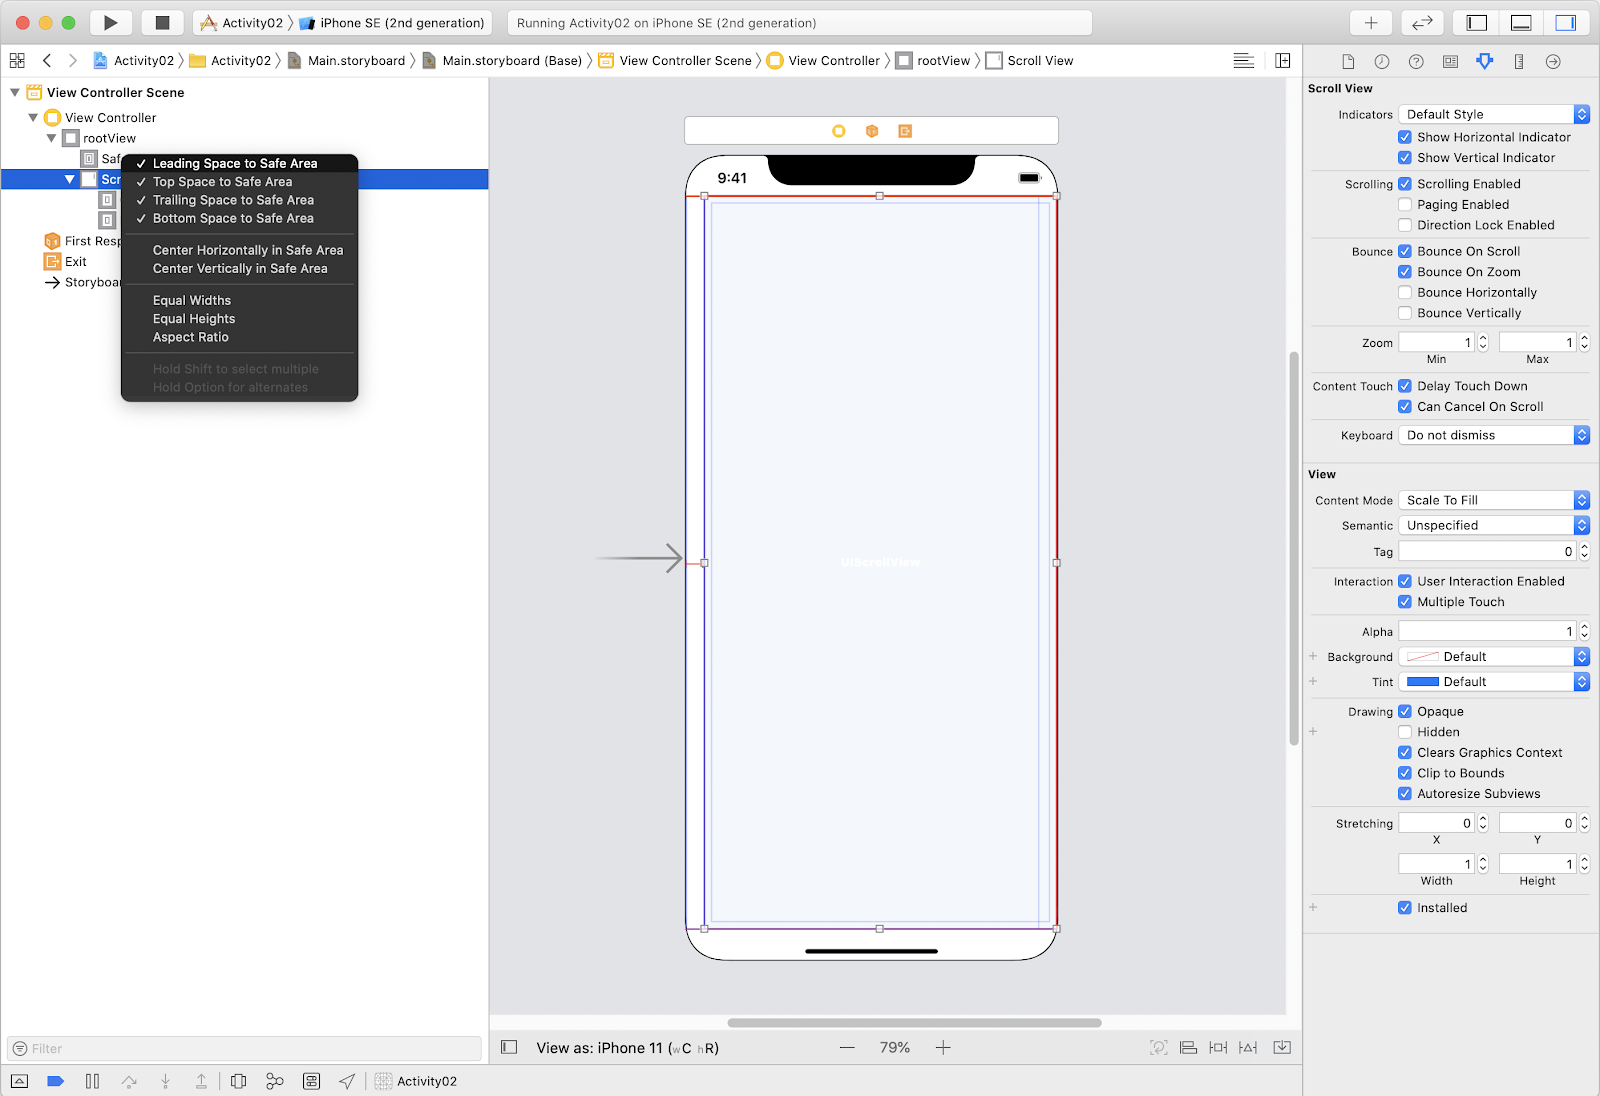 Activity02 iPhone SE (2nd generation)
Running Activity02 on iPhone SE (2nd generation)
Activity02 Activity02 Main.storyboard Main.storyboard (Base) View Controller Scene View Controller rootView Scroll View
View Controller Scene
View Controller
rootView
Saf
Scr
First Resp
Exit
Storyboar
Leading Space to Safe Area
Top Space to Safe Area
Trailing Space to Safe Area
Bottom Space to Safe Area
Center Horizontally in Safe Area
Center Vertically in Safe Area
Equal Widths
Equal Heights
Aspect Ratio
Hold Shift to select multiple
Hold Option for alternates
Filter
9:41
UIScrollView
View as: iPhone 11 (wC hR)
79%
Activity02
Scroll View
Indicators Default Style
Show Horizontal Indicator
Show Vertical Indicator
Scrolling Scrolling Enabled
Paging Enabled
Direction Lock Enabled
Bounce Bounce On Scroll
Bounce On Zoom
Bounce Horizontally
Bounce Vertically
Zoom 1 1
Min Max
Content Touch Delay Touch Down
Can Cancel On Scroll
Keyboard Do not dismiss
View
Content Mode Scale To Fill
Semantic Unspecified
Tag 0
Interaction User Interaction Enabled
Multiple Touch
Alpha 1
Background Default
Tint Default
Drawing Opaque
Hidden
Clears Graphics Context
Clip to Bounds
Autoresize Subviews
Stretching 0 0
X Y
1 1
Width Height
Installed